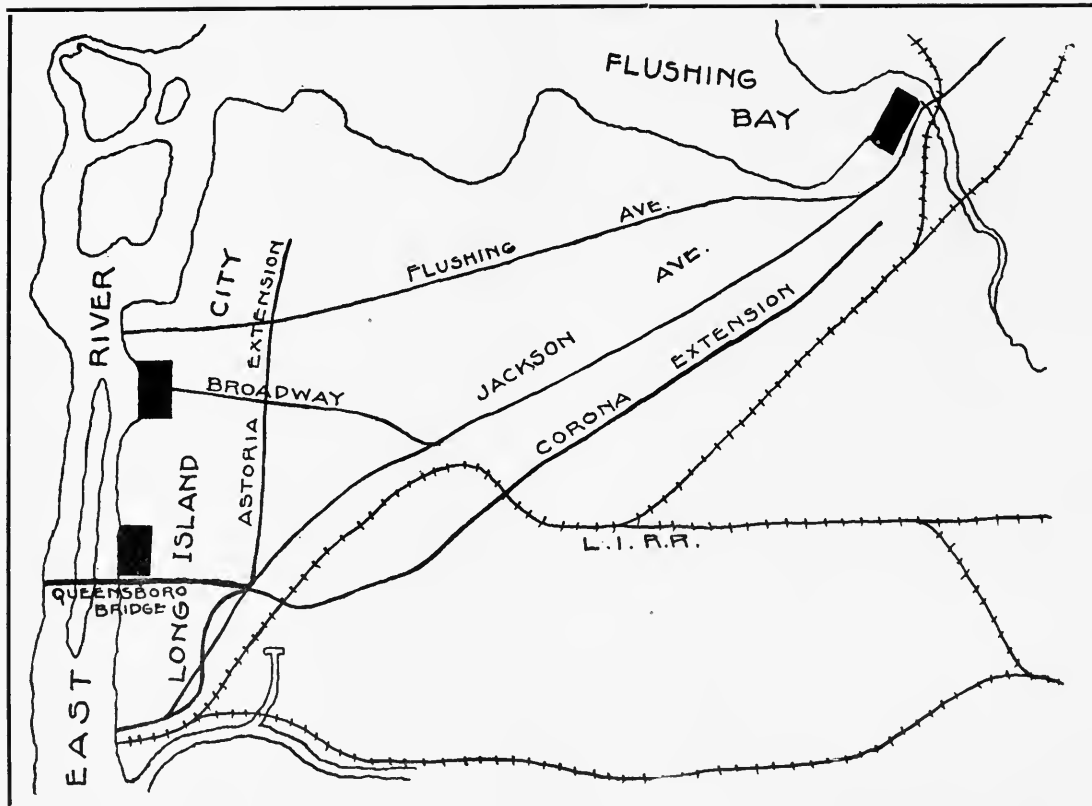 FLUSHING
BAY
FLUSHING AVE.
JACKSON AVE.
CORONA EXTENSION
ASTORIA EXTENSION
BROADWAY
LONG ISLAND CITY
EAST RIVER
QUEENSBORO
BRIDGE
L.I.R.R.